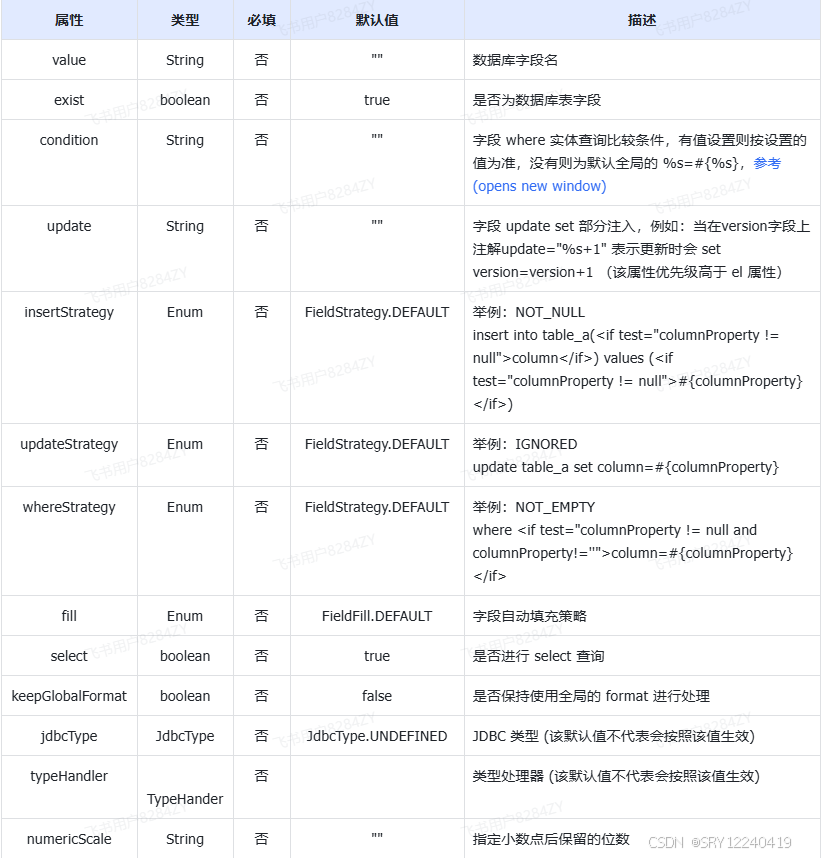 属性 类型 必填 默认值 描述
value String 否 "" 数据库字段名
exist boolean 否 true 是否为数据库表字段
condition String 否 "" 字段 where 实体查询比较条件，有值设置则按设置的
值为准，没有则为默认全局的 %s=#{%s}，参考
(opens new window)
update String 否 "" 字段 update set 部分注入，例如：当在version字段上
注解update="%s+1" 表示更新时会 set
version=version+1 （该属性优先级高于 el 属性）
insertStrategy Enum 否 FieldStrategy.DEFAULT 举例：NOT_NULL
insert into table_a(<if test="columnProperty !=
null">column</if>) values (<if
test="columnProperty != null">#{columnProperty}
</if>)
updateStrategy Enum 否 FieldStrategy.DEFAULT 举例：IGNORED
update table_a set column=#{columnProperty}
whereStrategy Enum 否 FieldStrategy.DEFAULT 举例：NOT_EMPTY
where <if test="columnProperty != null and
columnProperty!=''">column=#{columnProperty}
</if>
fill Enum 否 FieldFill.DEFAULT 字段自动填充策略
select boolean 否 true 是否进行 select 查询
keepGlobalFormat boolean 否 false 是否保持使用全局的 format 进行处理
jdbcType JdbcType 否 JdbcType.UNDEFINED JDBC 类型 (该默认值不代表会按照该值生效)
typeHandler 否 类型处理器 (该默认值不代表会按照该值生效)
TypeHander
numericScale String 否 "" 指定小数点后保留的位数
CSDN @SRY12240419
飞书用户8284ZY